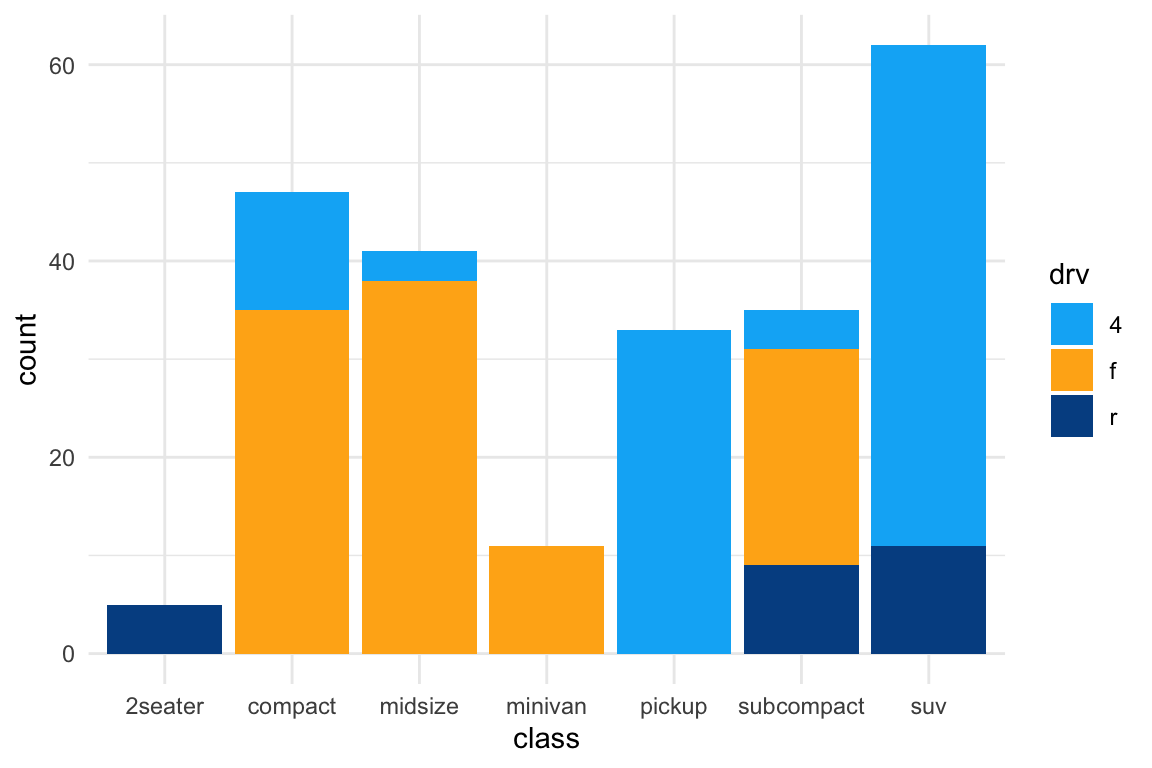 60
40
20
0
count
2seater compact midsize minivan pickup subcompact suv
class
drv
4
f
r